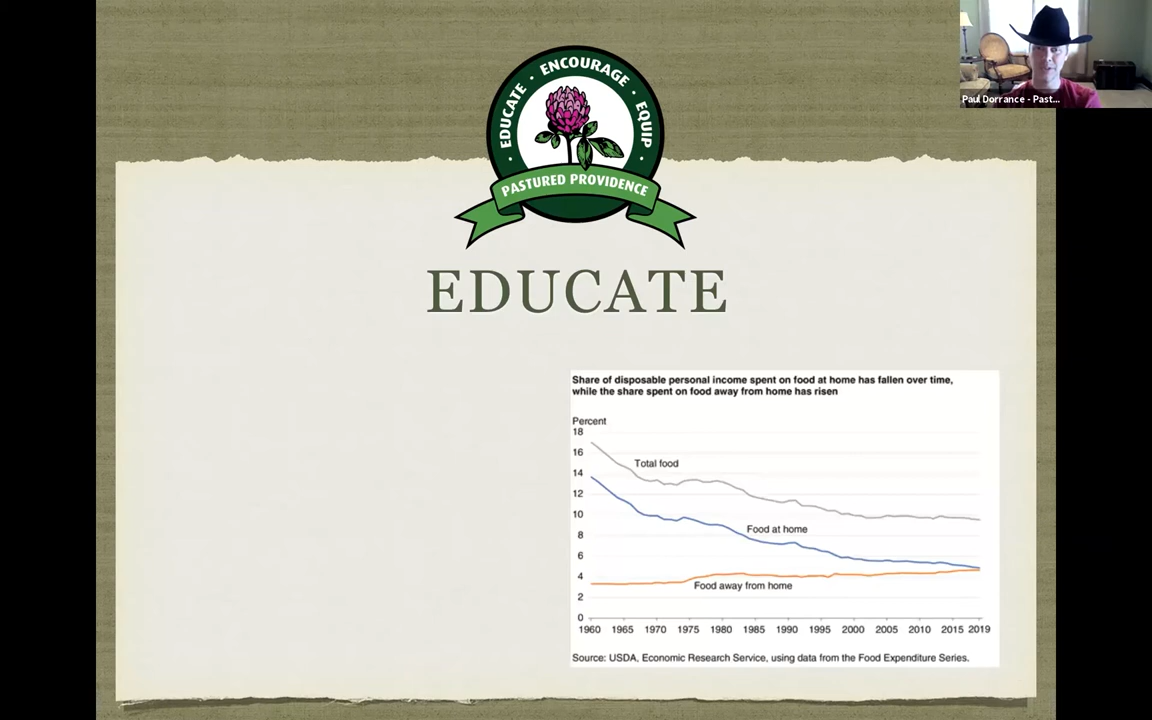 EDUCATE · ENCOURAGE · EQUIP
PASTURED PROVIDENCE
Paul Dorrance - Past...
EDUCATE
Share of disposable personal income spent on food at home has fallen over time,
while the share spent on food away from home has risen
Percent
18
16
Total food
14
12
10
Food at home
8
6
4
Food away from home
2
0
1960 1965 1970 1975 1980 1985 1990 1995 2000 2005 2010 2015 2019
Source: USDA, Economic Research Service, using data from the Food Expenditure Series.